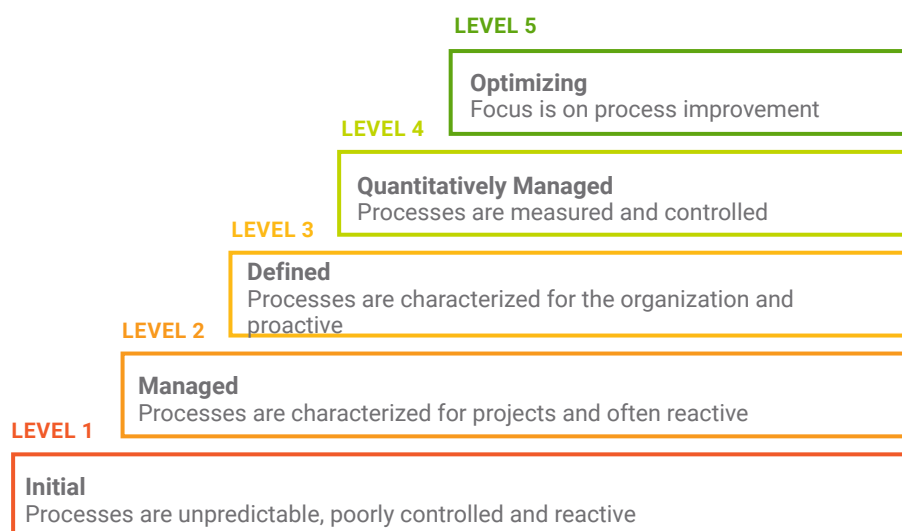 LEVEL 5
Optimizing
Focus is on process improvement
LEVEL 4
Quantitatively Managed
Processes are measured and controlled
LEVEL 3
Defined
Processes are characterized for the organization and
proactive
LEVEL 2
Managed
Processes are characterized for projects and often reactive
LEVEL 1
Initial
Processes are unpredictable, poorly controlled and reactive